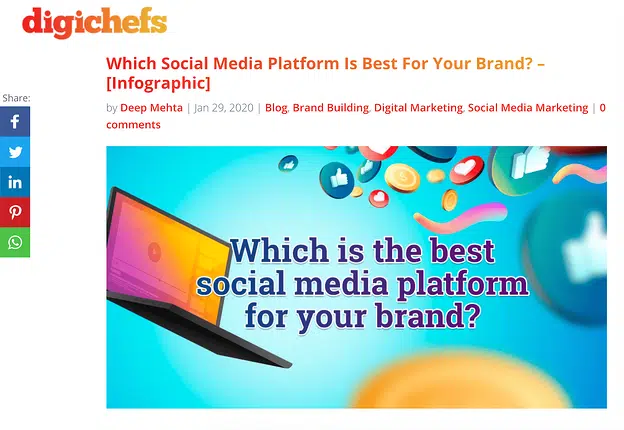 digichefs
Which Social Media Platform Is Best For Your Brand? –
[Infographic]
Share:
by Deep Mehta | Jan 29, 2020 | Blog, Brand Building, Digital Marketing, Social Media Marketing | 0
comments
Which is the best
social media platform
for your brand?